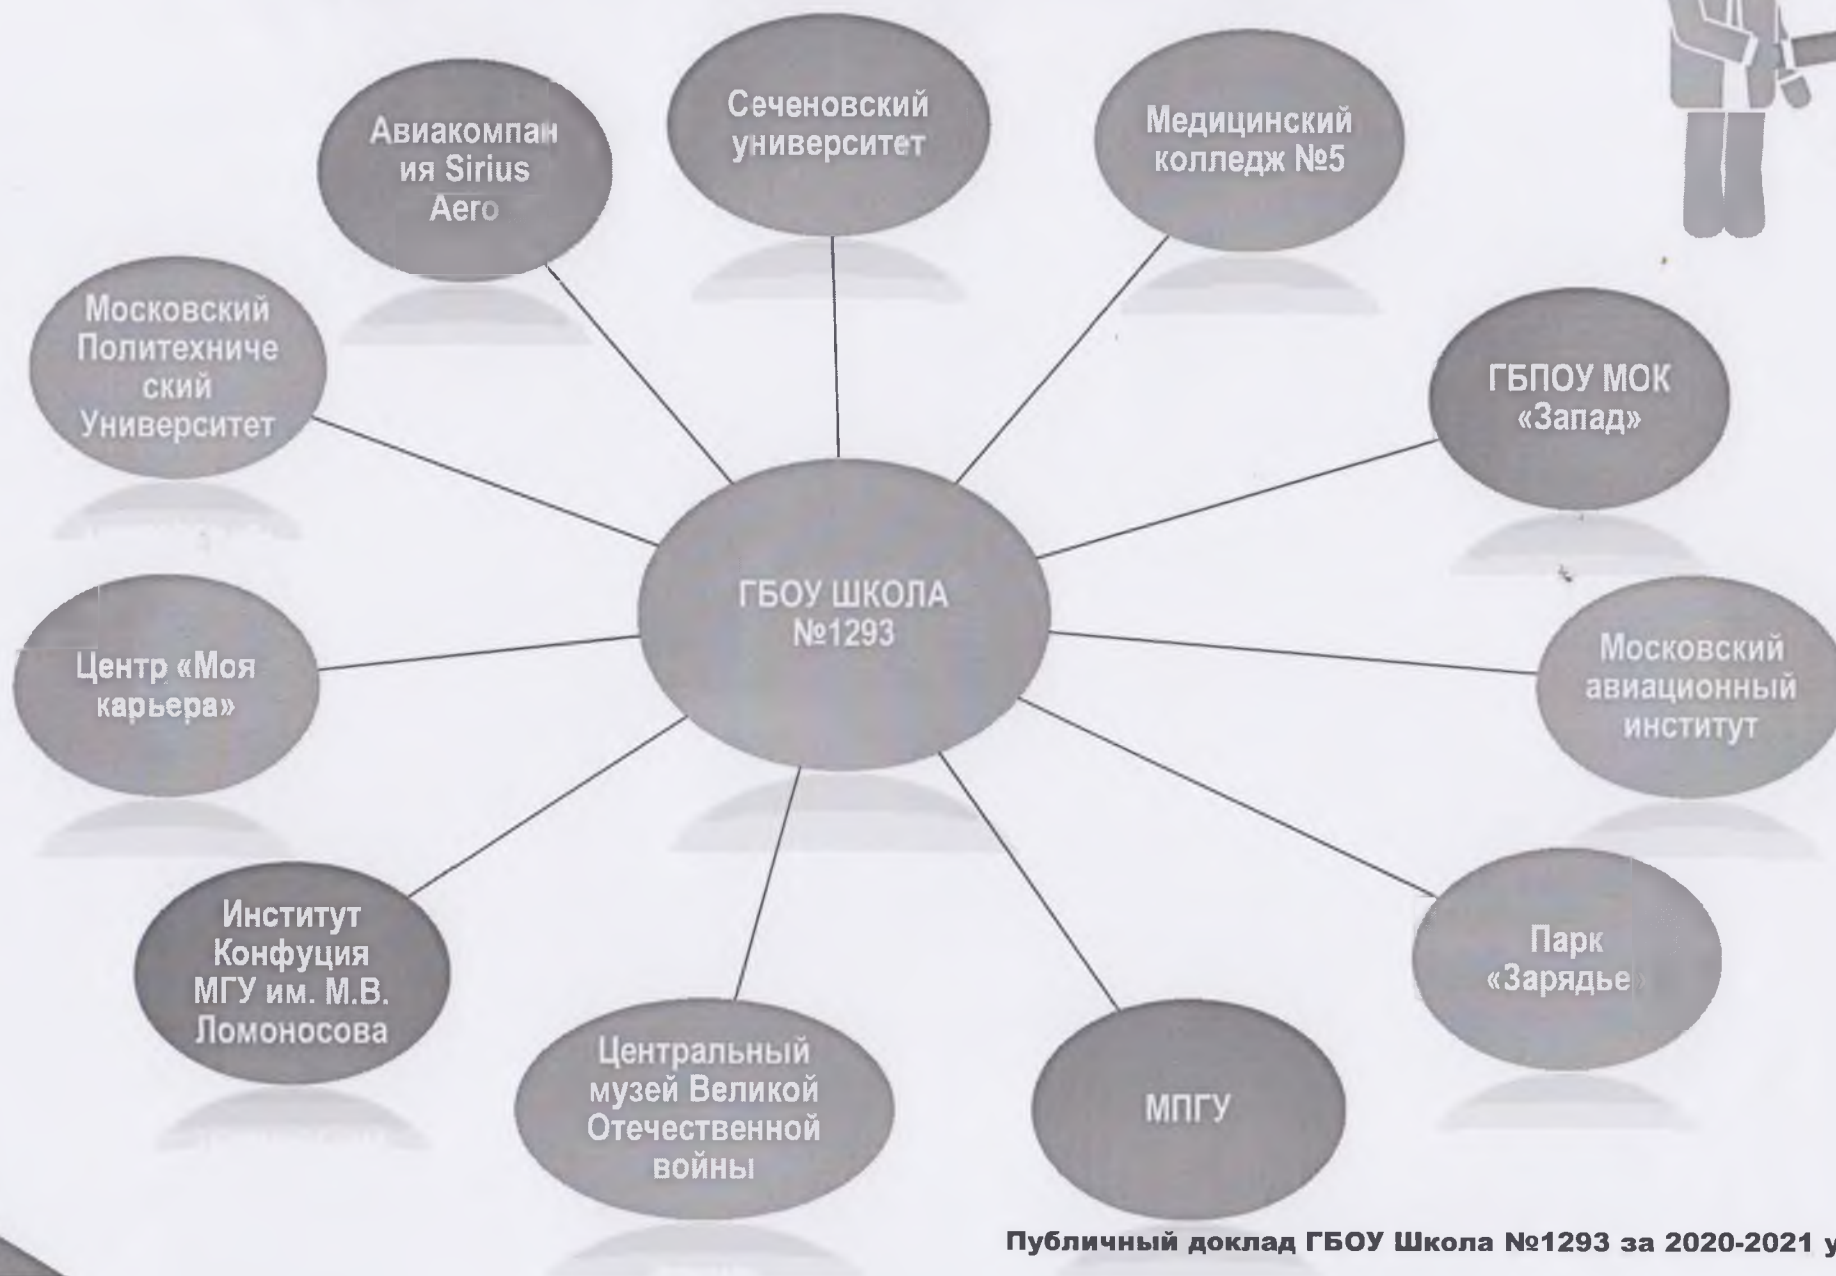 Сеченовский
университет
Медицинский
колледж №5
Авиакомпан
ия Sirius
Aero
Московский
Политехниче
ский
Университет
ГБПОУ МОК
«Запад»
ГБОУ ШКОЛА
№1293
Центр «Моя
карьера»
Московский
авиационный
институт
Институт
Конфуция
МГУ им. М.В.
Ломоносова
Парк
«Зарядье»
Центральный
музей Великой
Отечественной
войны
МПГУ
Публичный доклад ГБОУ Школа №1293 за 2020-2021 у